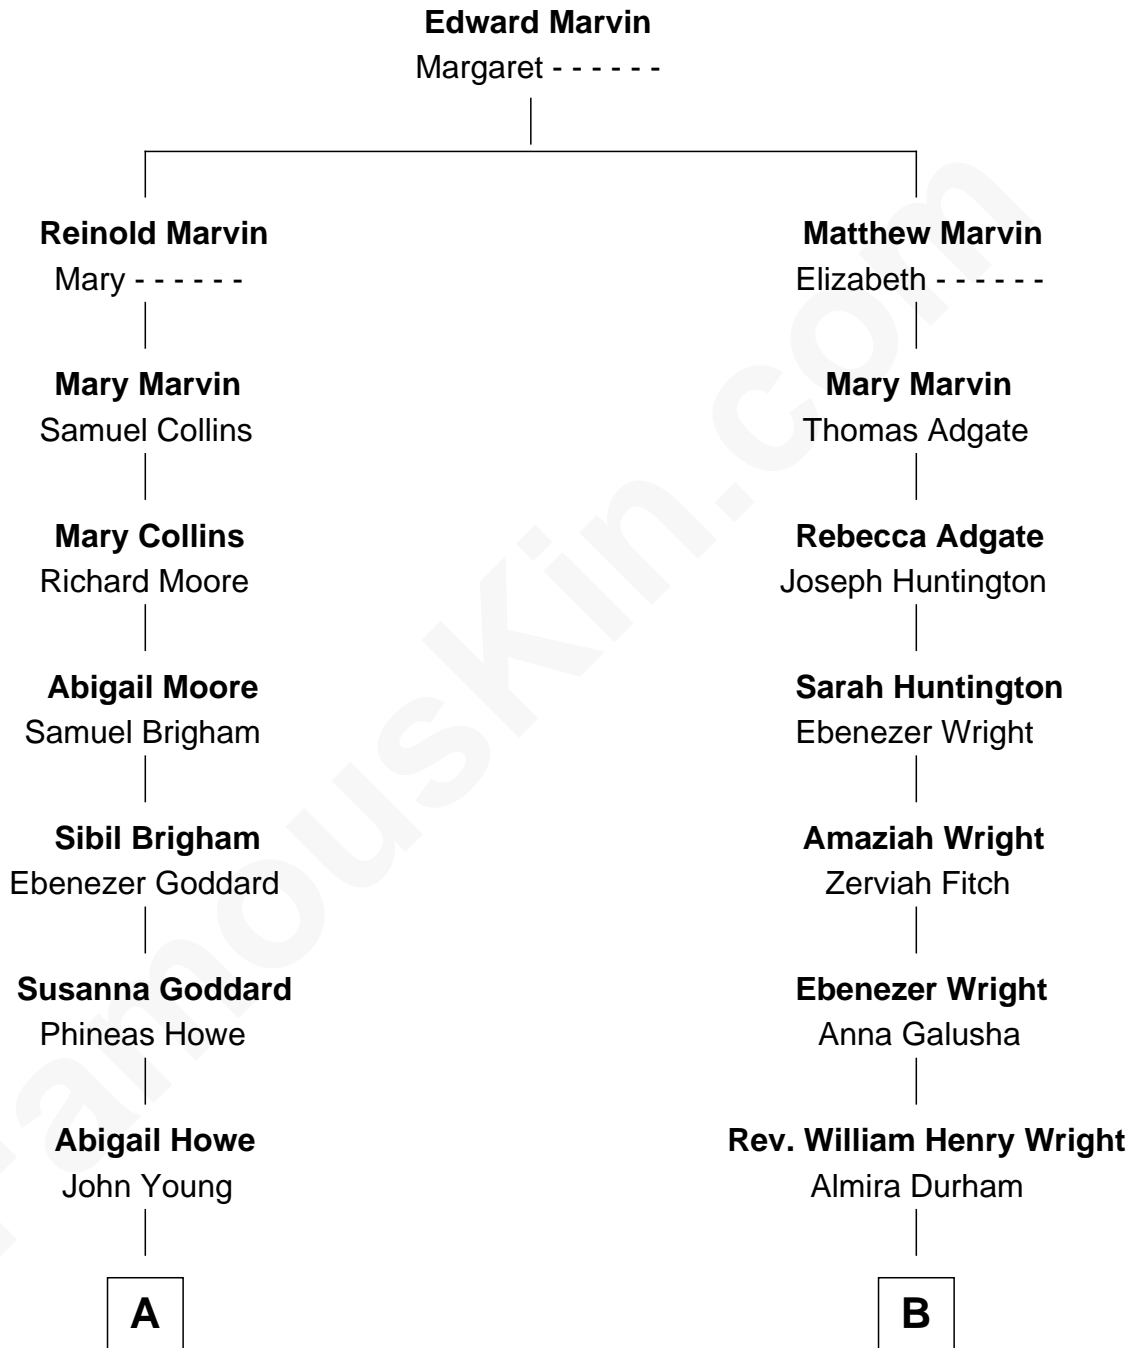 Edward Marvin
Margaret - - - - - -
Reinold Marvin
Mary - - - - - -
Matthew Marvin
Elizabeth - - - - - -
Mary Marvin
Samuel Collins
Mary Marvin
Thomas Adgate
Mary Collins
Richard Moore
Rebecca Adgate
Joseph Huntington
Abigail Moore
Samuel Brigham
Sarah Huntington
Ebenezer Wright
Sibil Brigham
Ebenezer Goddard
Amaziah Wright
Zerviah Fitch
Susanna Goddard
Phineas Howe
Ebenezer Wright
Anna Galusha
Abigail Howe
John Young
Rev. William Henry Wright
Almira Durham
A
B
FamousKin.com